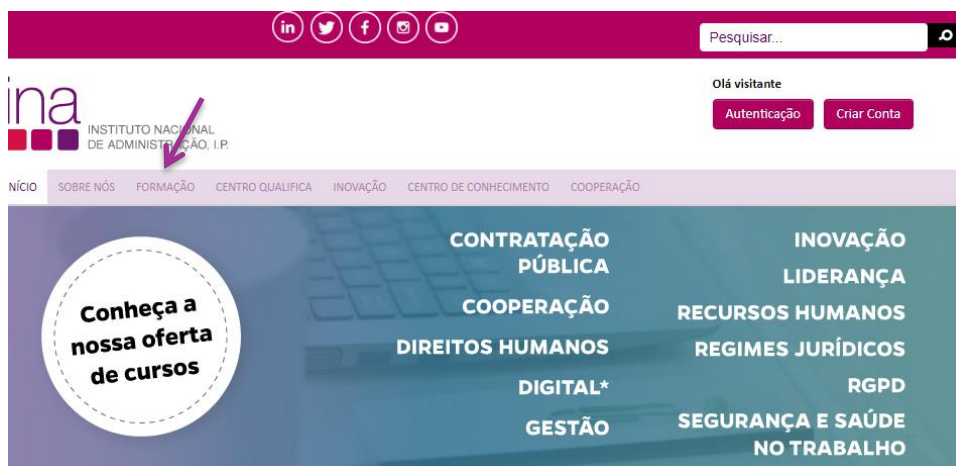 in f
Pesquisar...
Olá visitante
ina
INSTITUTO NACIONAL
DE ADMINISTRAÇÃO, I.P.
Autenticação Criar Conta
NÍCIO SOBRE NÓS FORMAÇÃO CENTRO QUALIFICA INOVAÇÃO CENTRO DE CONHECIMENTO COOPERAÇÃO
Conheça a
nossa oferta
de cursos
CONTRATAÇÃO
PÚBLICA
COOPERAÇÃO
DIREITOS HUMANOS
DIGITAL*
GESTÃO
INOVAÇÃO
LIDERANÇA
RECURSOS HUMANOS
REGIMES JURÍDICOS
RGPD
SEGURANÇA E SAÚDE
NO TRABALHO